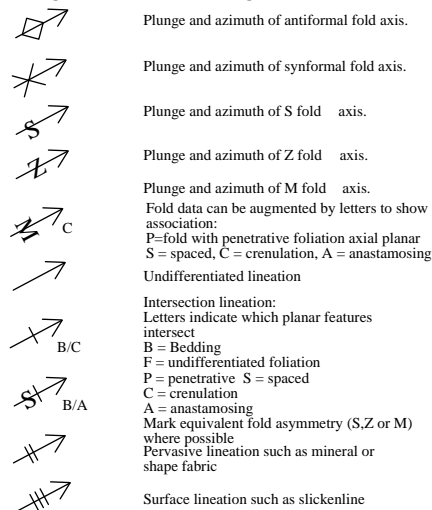 Plunge and azimuth of antiformal fold axis.
Plunge and azimuth of synformal fold axis.
S
Plunge and azimuth of S fold axis.
Z
Plunge and azimuth of Z fold axis.
Plunge and azimuth of M fold axis.
M
C
Fold data can be augmented by letters to show
association:
P=fold with penetrative foliation axial planar
S = spaced, C = crenulation, A = anastamosing
Undifferentiated lineation
Intersection lineation:
Letters indicate which planar features
intersect
B/C
B = Bedding
F = undifferentiated foliation
P = penetrative S = spaced
S
B/A
C = crenulation
A = anastamosing
Mark equivalent fold asymmetry (S,Z or M)
where possible
Pervasive lineation such as mineral or
shape fabric
Surface lineation such as slickenline